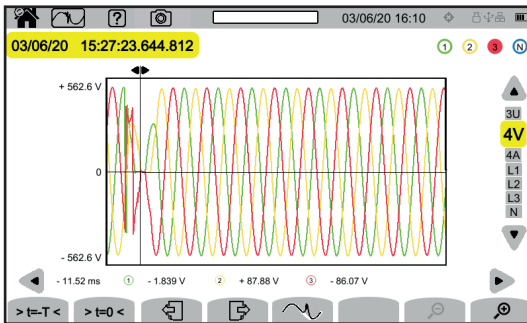 ? 03/06/20 16:10
03/06/20 15:27:23.644.812 1 2 3 N
+ 562.6 V
0
- 562.6 V
3U
4V
4A
L1
L2
L3
N
- 11.52 ms 1 - 1.839 V 2 + 87.88 V 3 - 86.07 V
> t=-T < > t=0 <